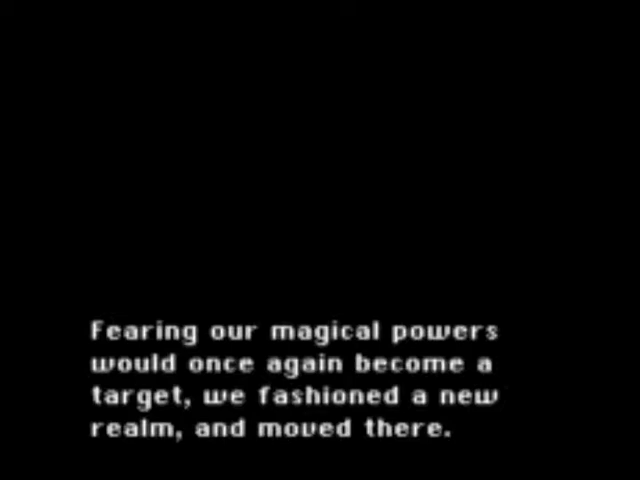 Fearing our magical powers
would once again become a
target, we fashioned a new
realm, and moved there.